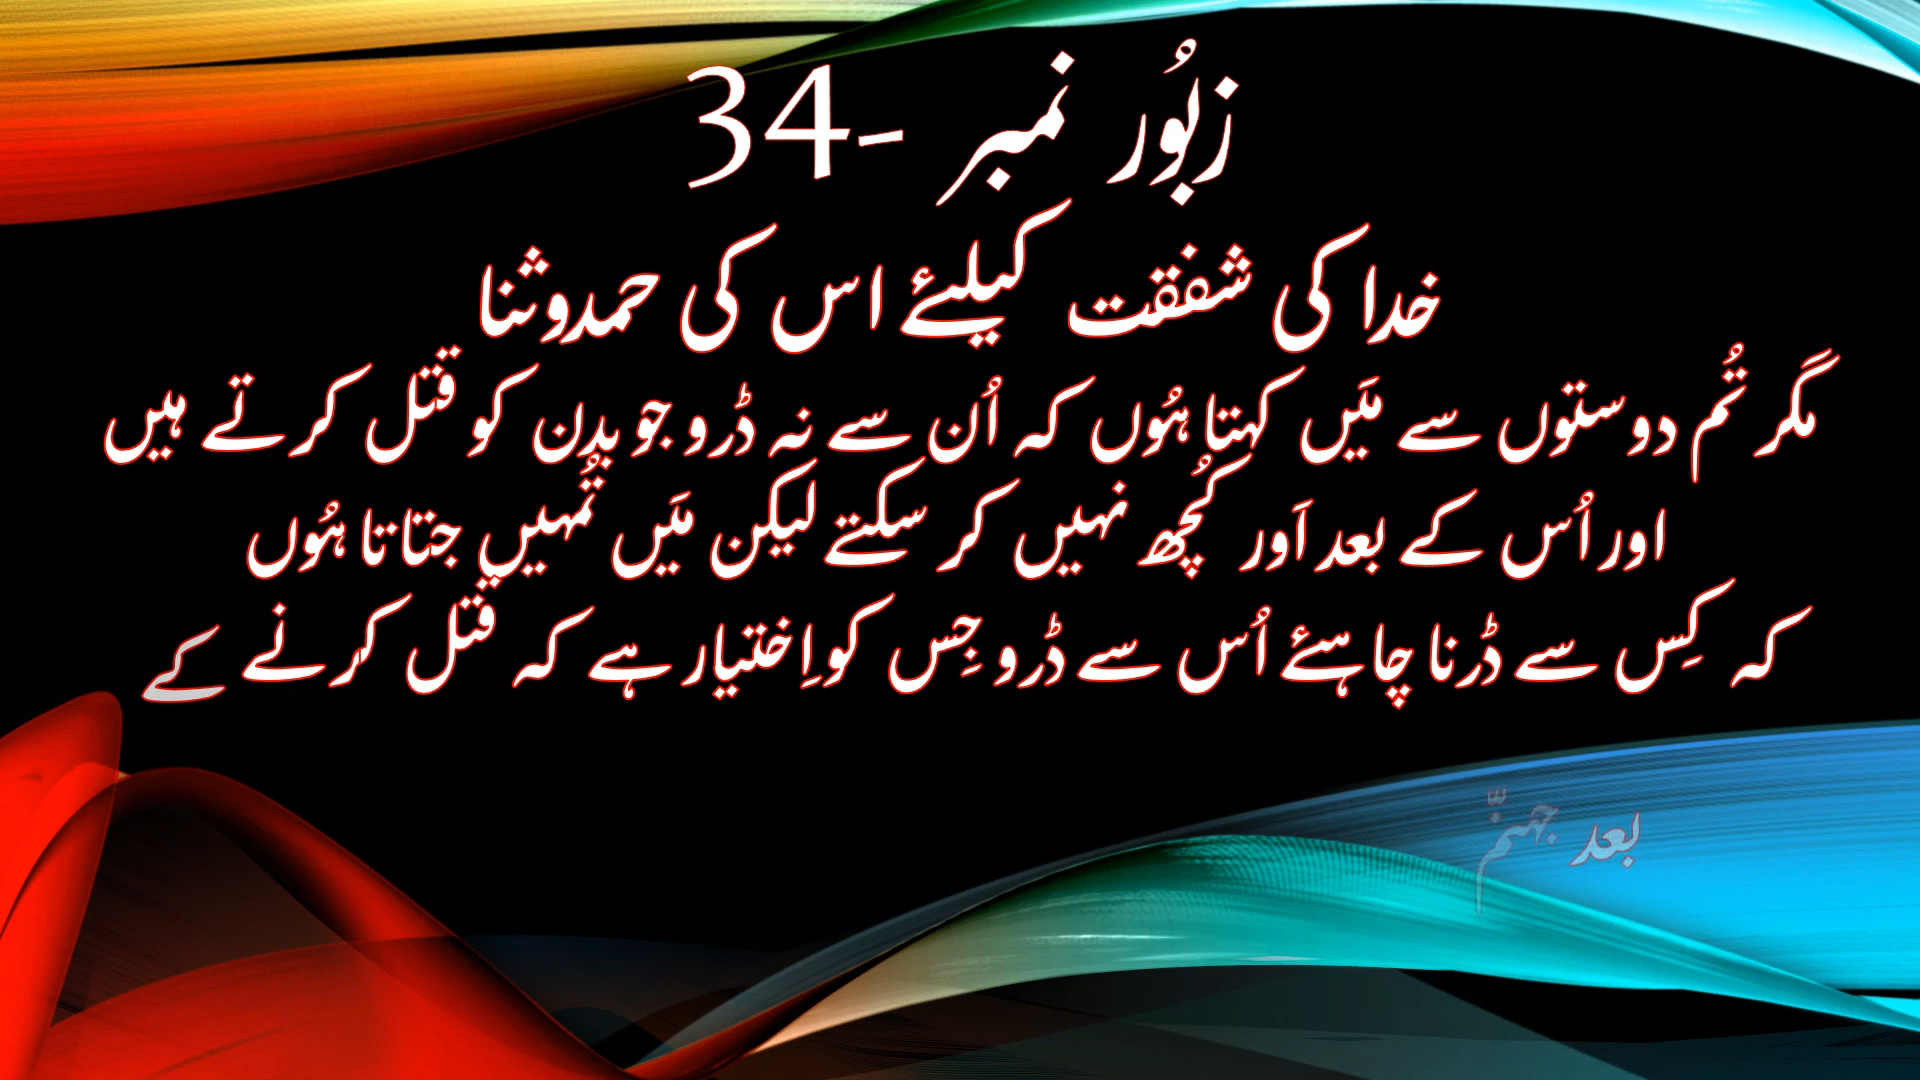 زبُور نمبر -34
خدا کی شفقت کیلئے اس کی حمدوثنا
مگر تُم دوستوں سے مَیں کہتا ہُوں کہ اُن سے نہ ڈرو جو بدن کو قتل کرتے ہیں
اور اُس کے بعد اَور کُچھ نہیں کر سکتے لیکن مَیں تُمہیں جتاتا ہُوں
کہ کِس سے ڈرنا چاہئے اُس سے ڈرو جِس کو اِختیار ہے کہ قتل کرنے کے
بعد جہنّم